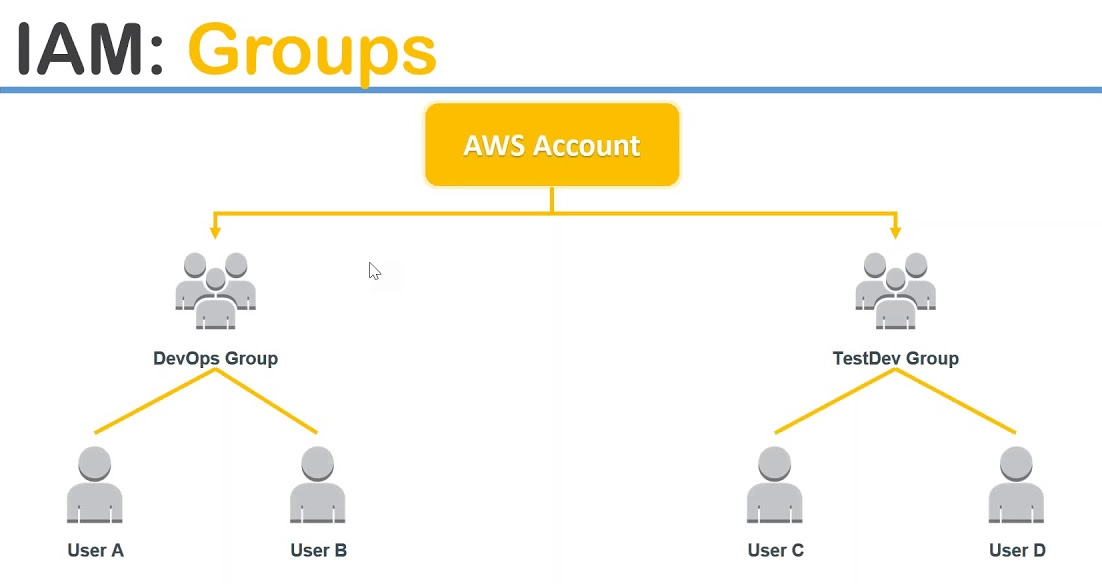 IAM: Groups
AWS Account
DevOps Group
TestDev Group
User A
User B
User C
User D